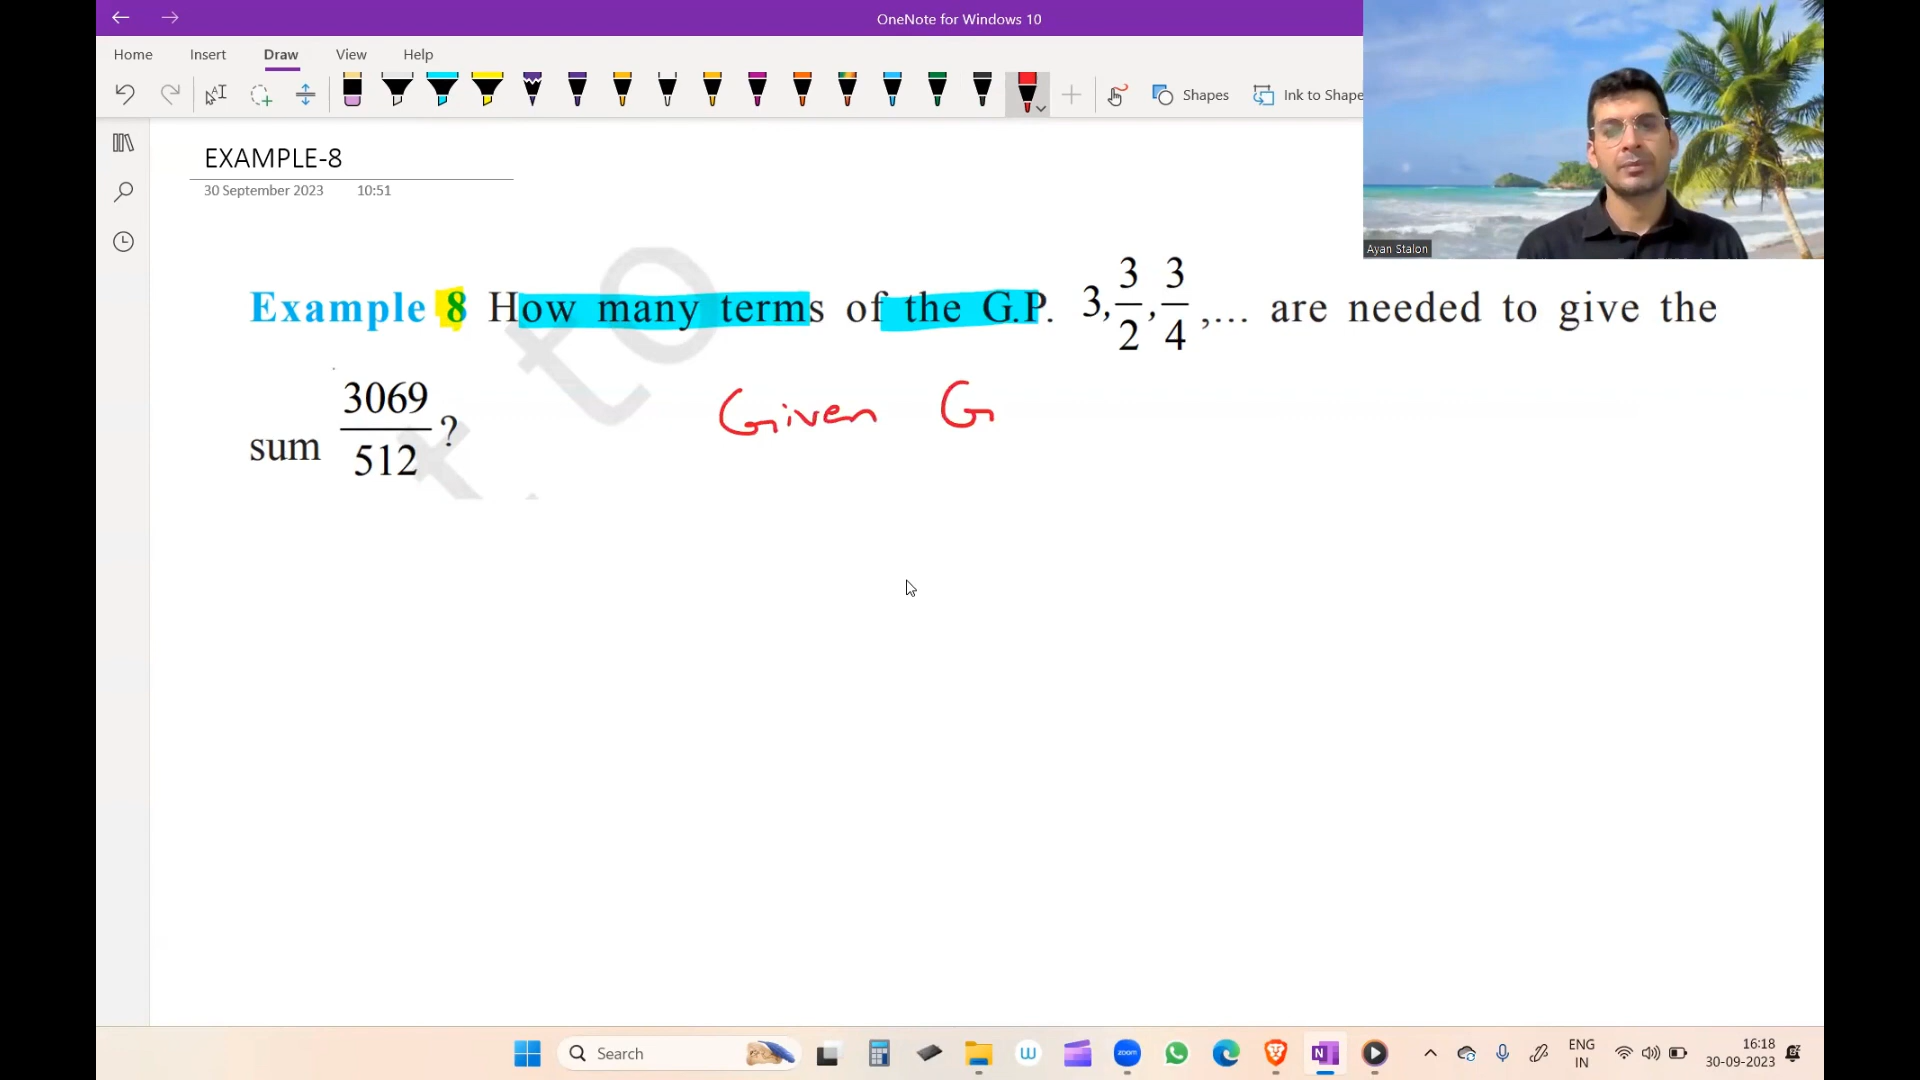 OneNote for Windows 10
Home Insert Draw View Help
Shapes Ink to Shape
EXAMPLE-8
30 September 2023 10:51
Ayan Stalon
Example 8 How many terms of the G.P. 3, 3/2, 3/4 ,... are needed to give the
sum 3069/512 ?
Given G
Search
zoom
ENG
IN
16:18
30-09-2023